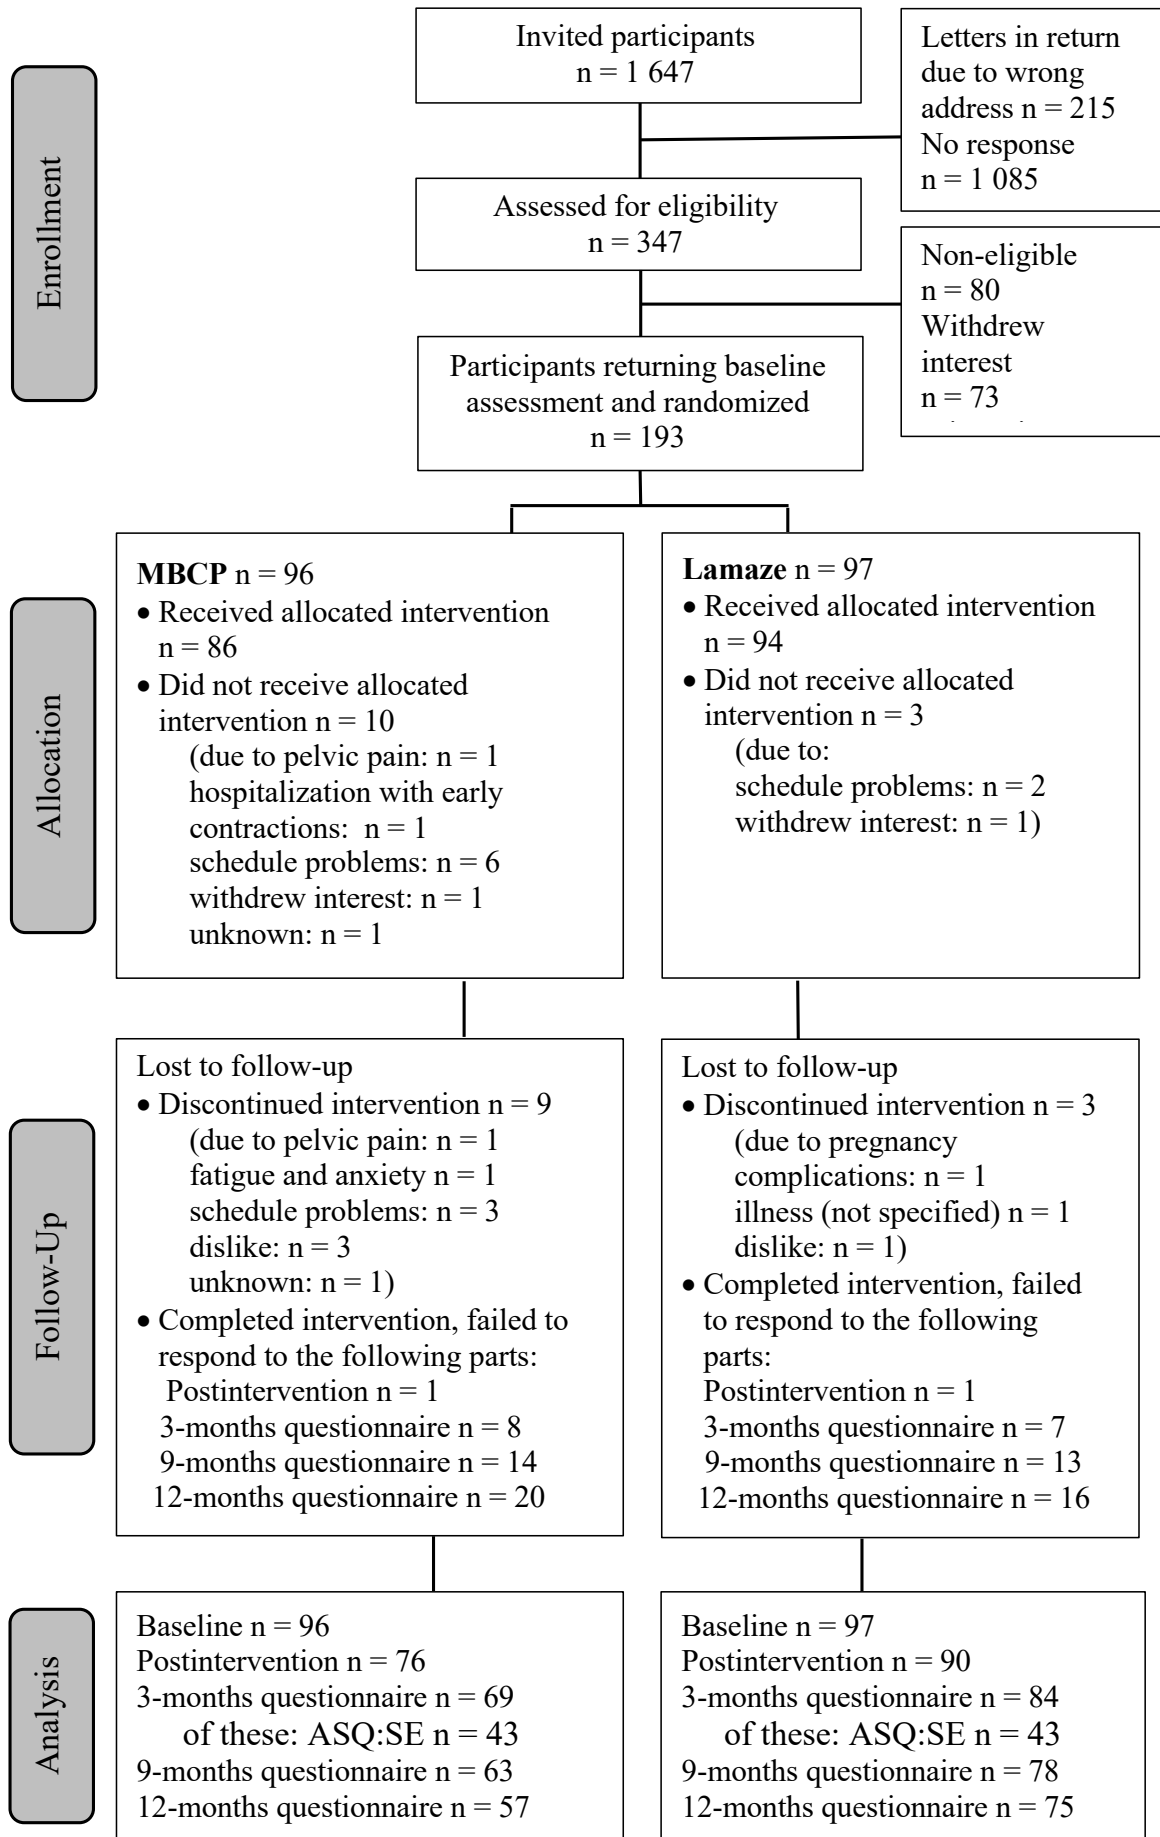 Enrollment
Invited participants
n = 1 647
Letters in return
due to wrong
address n = 215
No response
n = 1 085
Assessed for eligibility
n = 347
Non-eligible
n = 80
Withdrew
interest
n = 73
Participants returning baseline
assessment and randomized
n = 193
Allocation
MBCP n = 96
• Received allocated intervention
n = 86
• Did not receive allocated
intervention n = 10
(due to pelvic pain: n = 1
hospitalization with early
contractions: n = 1
schedule problems: n = 6
withdrew interest: n = 1
unknown: n = 1
Lamaze n = 97
• Received allocated intervention
n = 94
• Did not receive allocated
intervention n = 3
(due to:
schedule problems: n = 2
withdrew interest: n = 1)
Follow-Up
Lost to follow-up
• Discontinued intervention n = 9
(due to pelvic pain: n = 1
fatigue and anxiety n = 1
schedule problems: n = 3
dislike: n = 3
unknown: n = 1)
• Completed intervention, failed to
respond to the following parts:
Postintervention n = 1
3-months questionnaire n = 8
9-months questionnaire n = 14
12-months questionnaire n = 20
Lost to follow-up
• Discontinued intervention n = 3
(due to pregnancy
complications: n = 1
illness (not specified) n = 1
dislike: n = 1)
• Completed intervention, failed
to respond to the following
parts:
Postintervention n = 1
3-months questionnaire n = 7
9-months questionnaire n = 13
12-months questionnaire n = 16
Analysis
Baseline n = 96
Postintervention n = 76
3-months questionnaire n = 69
of these: ASQ:SE n = 43
9-months questionnaire n = 63
12-months questionnaire n = 57
Baseline n = 97
Postintervention n = 90
3-months questionnaire n = 84
of these: ASQ:SE n = 43
9-months questionnaire n = 78
12-months questionnaire n = 75